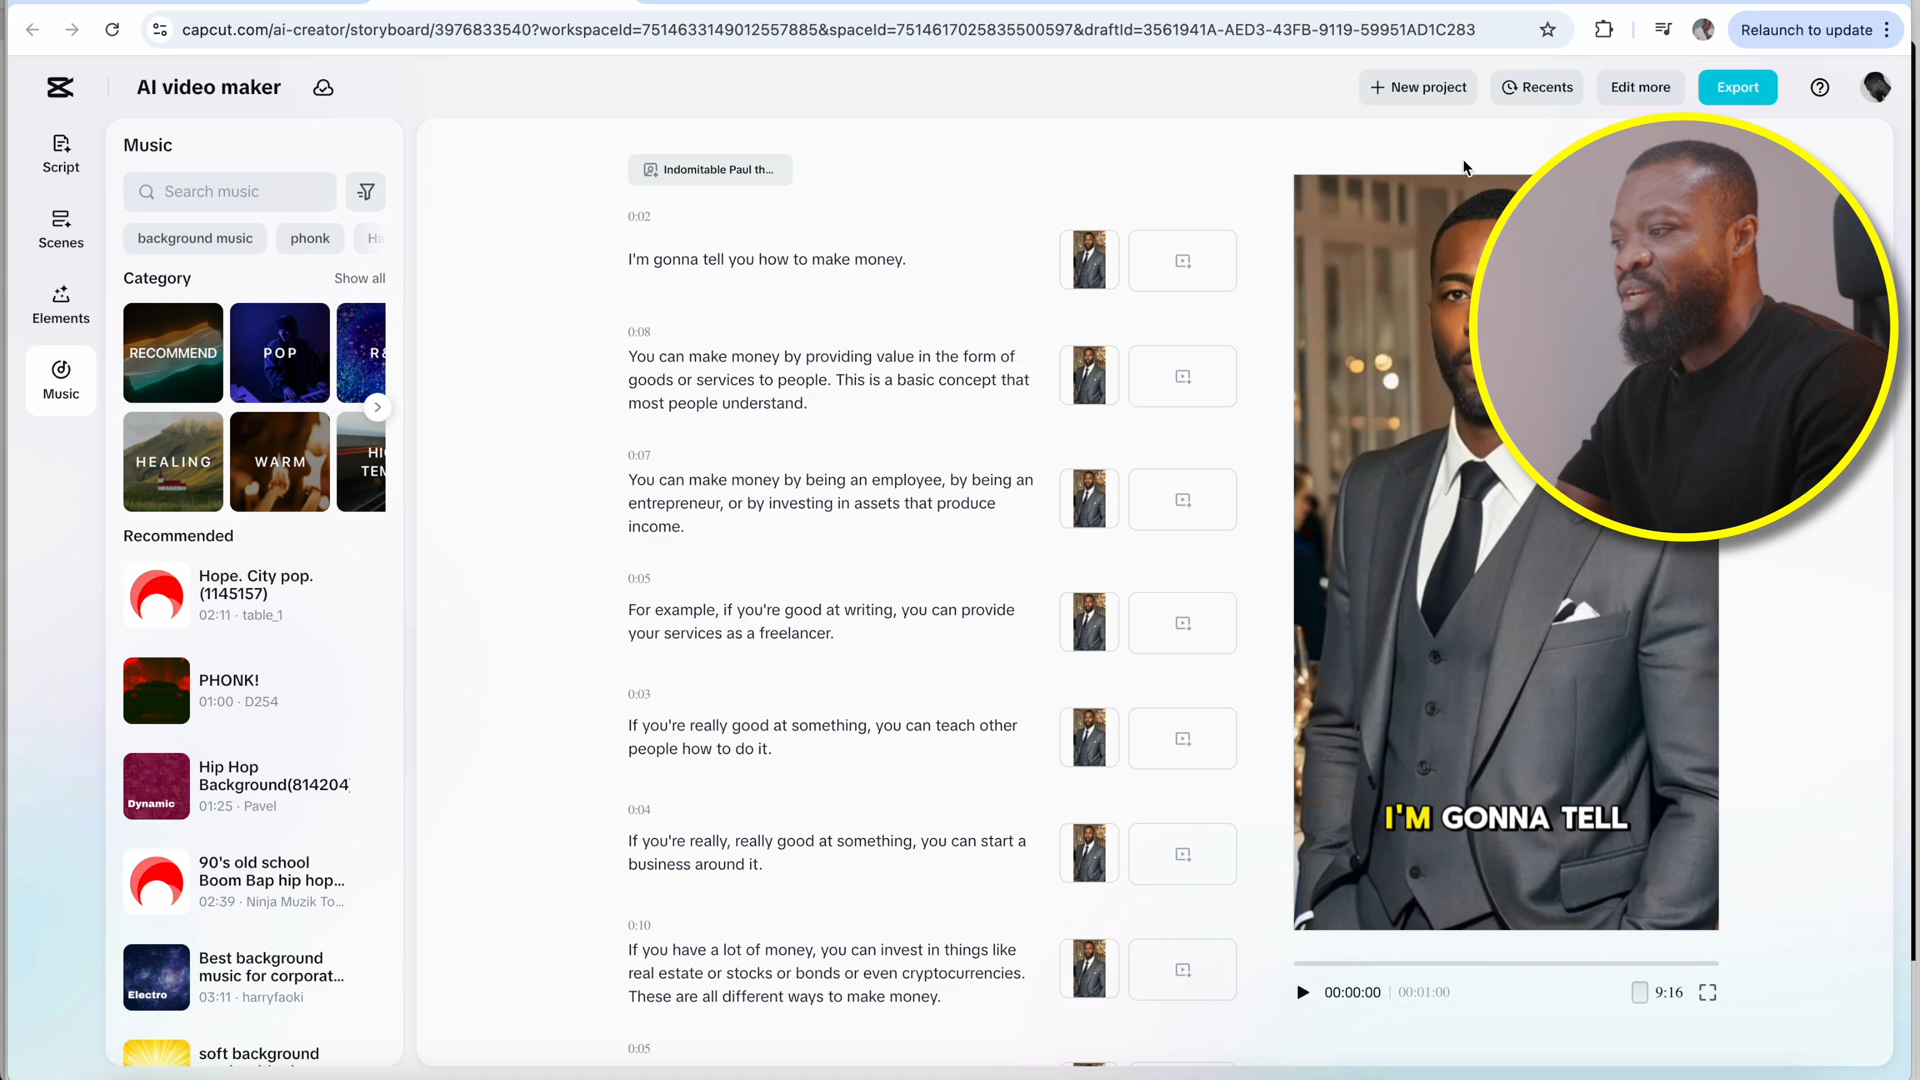 capcut.com/ai-creator/storyboard/3976833540?workspaceId=7514633149012557885&spaceId=7514617025835500597&draftId=3561941A-AED3-43FB-9119-59951AD1C283
Relaunch to update
AI video maker
New project
Recents
Edit more
Export
Script
Scenes
Elements
Music
Music
Search music
background music
phonk
Ha
Category
Show all
RECOMMEND
POP
R&
HEALING
WARM
HI
TEM
Recommended
Hope. City pop.
(1145157)
02:11 · table_1
PHONK!
01:00 · D254
Dynamic
Hip Hop
Background(814204)
01:25 · Pavel
90's old school
Boom Bap hip hop...
02:39 · Ninja Muzik To...
Electro
Best background
music for corporat...
03:11 · harryfaoki
soft background
Indomitable Paul th...
0:02
I'm gonna tell you how to make money.
0:08
You can make money by providing value in the form of
goods or services to people. This is a basic concept that
most people understand.
0:07
You can make money by being an employee, by being an
entrepreneur, or by investing in assets that produce
income.
0:05
For example, if you're good at writing, you can provide
your services as a freelancer.
0:03
If you're really good at something, you can teach other
people how to do it.
0:04
If you're really, really good at something, you can start a
business around it.
0:10
If you have a lot of money, you can invest in things like
real estate or stocks or bonds or even cryptocurrencies.
These are all different ways to make money.
0:05
I'M GONNA TELL
00:00:00 | 00:01:00
9:16